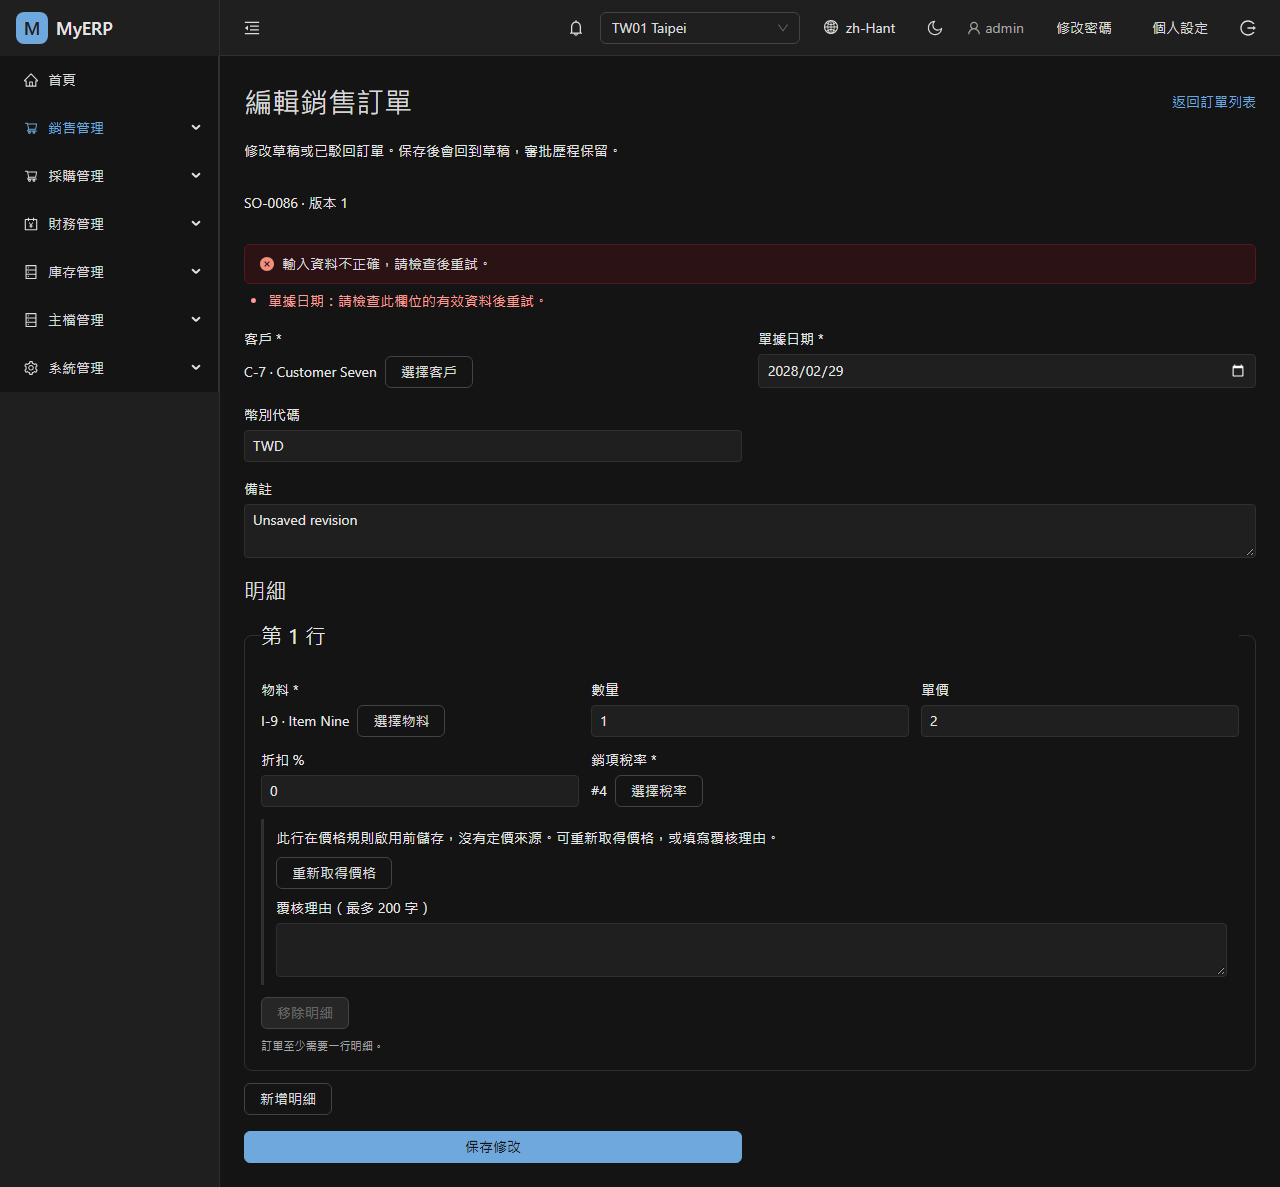 M MyERP
TW01 Taipei
zh-Hant
admin
修改密碼
個人設定
首頁
銷售管理
採購管理
財務管理
庫存管理
主檔管理
系統管理
編輯銷售訂單
返回訂單列表
修改草稿或已駁回訂單。保存後會回到草稿，審批歷程保留。
SO-0086 · 版本 1
輸入資料不正確，請檢查後重試。
• 單據日期：請檢查此欄位的有效資料後重試。
客戶 *
C-7 · Customer Seven 選擇客戶
單據日期 *
2028/02/29
幣別代碼
TWD
備註
Unsaved revision
明細
第 1 行
物料 *
I-9 · Item Nine 選擇物料
數量
1
單價
2
折扣 %
0
銷項稅率 *
#4 選擇稅率
此行在價格規則啟用前儲存，沒有定價來源。可重新取得價格，或填寫覆核理由。
重新取得價格
覆核理由（最多 200 字）
移除明細
訂單至少需要一行明細。
新增明細
保存修改